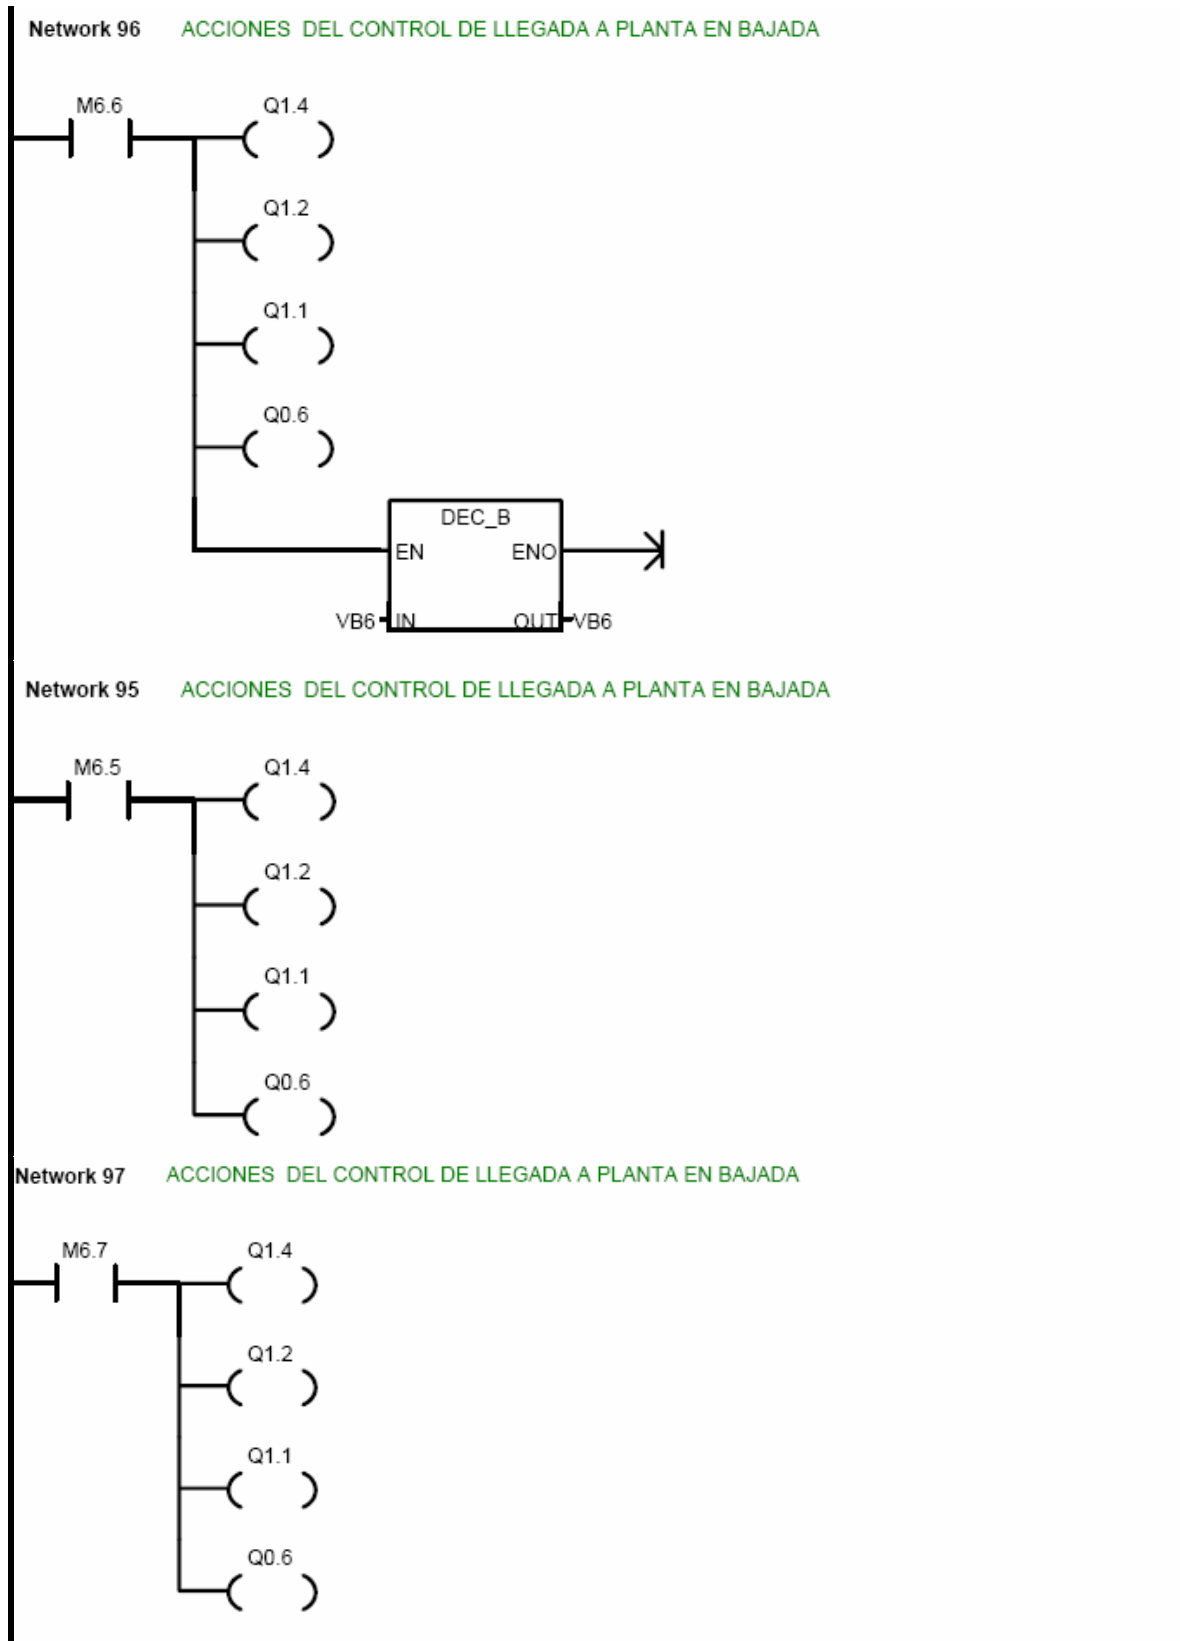 Network 96 ACCIONES DEL CONTROL DE LLEGADA A PLANTA EN BAJADA
M6.6 Q1.4
Q1.2
Q1.1
Q0.6
DEC_B
EN ENO
VB6 IN OUT VB6
Network 95 ACCIONES DEL CONTROL DE LLEGADA A PLANTA EN BAJADA
M6.5 Q1.4
Q1.2
Q1.1
Q0.6
Network 97 ACCIONES DEL CONTROL DE LLEGADA A PLANTA EN BAJADA
M6.7 Q1.4
Q1.2
Q1.1
Q0.6